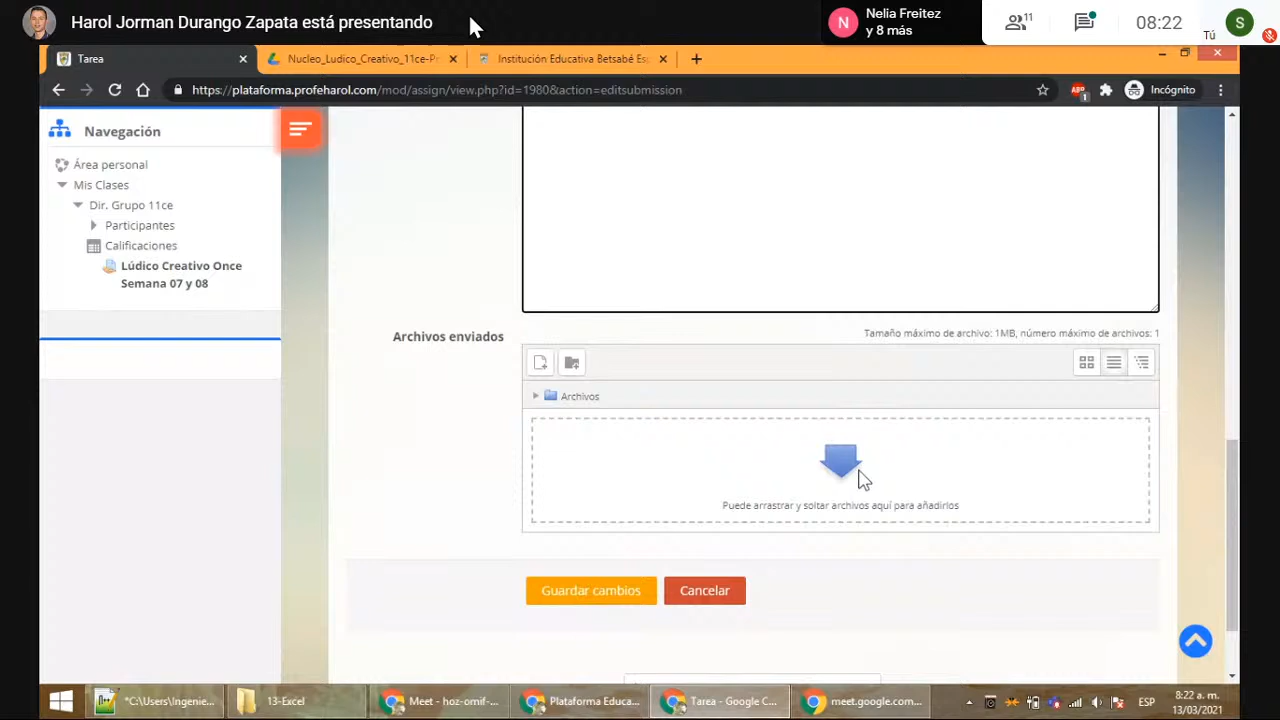 Harol Jorman Durango Zapata está presentando
N
Nelia Freitez
y 8 más
11
08:22
Tú
S
Tarea
Nucleo_Ludico_Creativo_11ce-P
Institución Educativa Betsabé Es
https://plataforma.profeharol.com/mod/assign/view.php?id=1980&action=editsubmission
ABP
1
Incógnito
Navegación
Área personal
Mis Clases
Dir. Grupo 11ce
Participantes
Calificaciones
Lúdico Creativo Once
Semana 07 y 08
Archivos enviados
Tamaño máximo de archivo: 1MB, número máximo de archivos: 1
Archivos
Puede arrastrar y soltar archivos aquí para añadirlos
Guardar cambios
Cancelar
*C:\Users\Ingenie...
13-Excel
Meet - hoz-omif-...
Plataforma Educa...
Tarea - Google C...
meet.google.com...
ESP
8:22 a. m.
13/03/2021